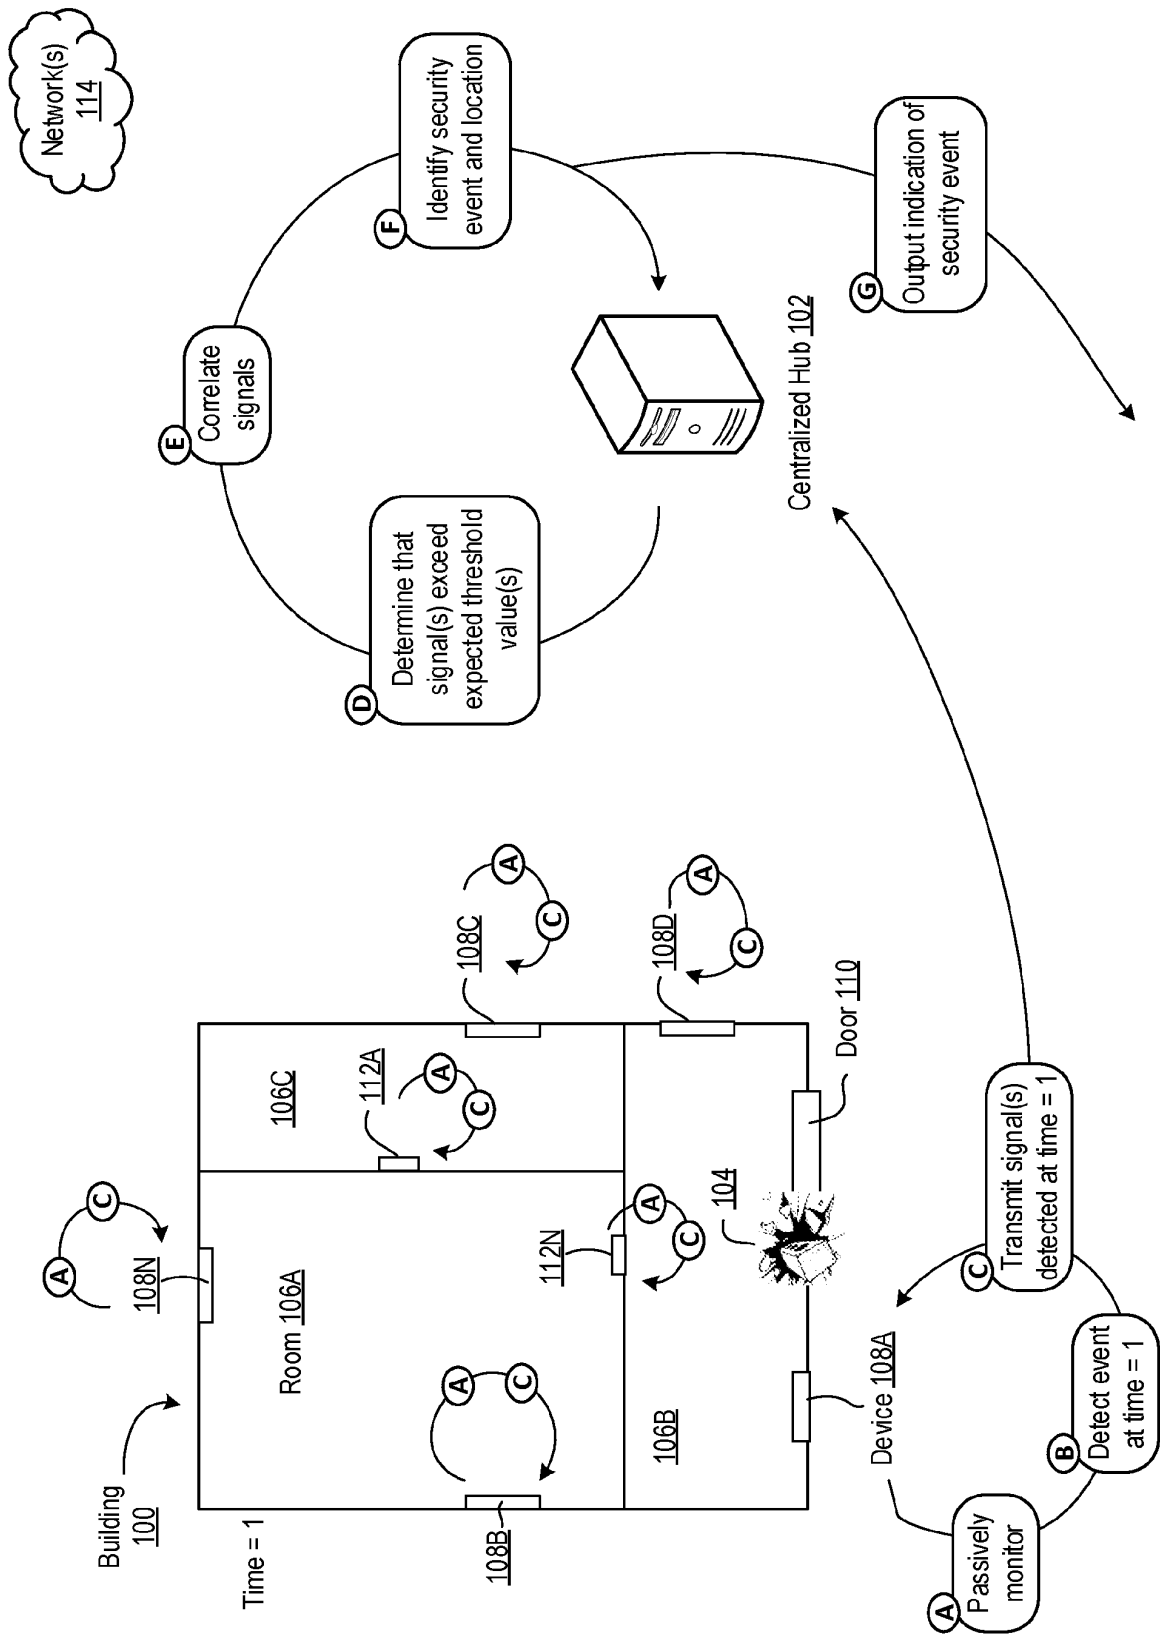 Building
100
Time = 1
108B
A
C
Room 106A
106B
106C
108N
A
C
112A
A
C
112N
A
C
108C
A
C
108D
A
C
104
Door 110
Device 108A
A
Passively
monitor
B
Detect event
at time = 1
C
Transmit signal(s)
detected at time = 1
Centralized Hub 102
D
Determine that
signal(s) exceed
expected threshold
value(s)
E
Correlate
signals
F
Identify security
event and location
G
Output indication of
security event
Network(s)
114